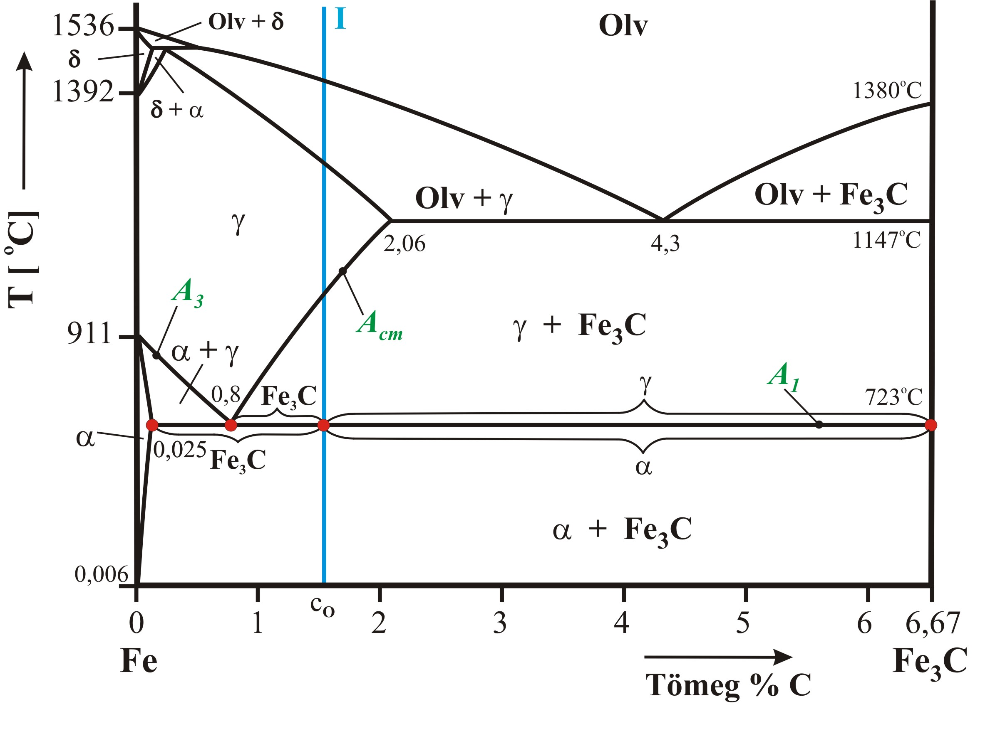 1536
Olv + δ
I
Olv
δ
1392
δ + α
1380°C
T [ °C]
γ
Olv + γ
Olv + Fe₃C
2,06
4,3
1147°C
A₃
A_cm
γ + Fe₃C
911
α + γ
0,8
Fe₃C
γ
A₁
723°C
α
0,025
Fe₃C
α
α + Fe₃C
0,006
c₀
0 1 2 3 4 5 6 6,67
Fe
Fe₃C
Tömeg % C